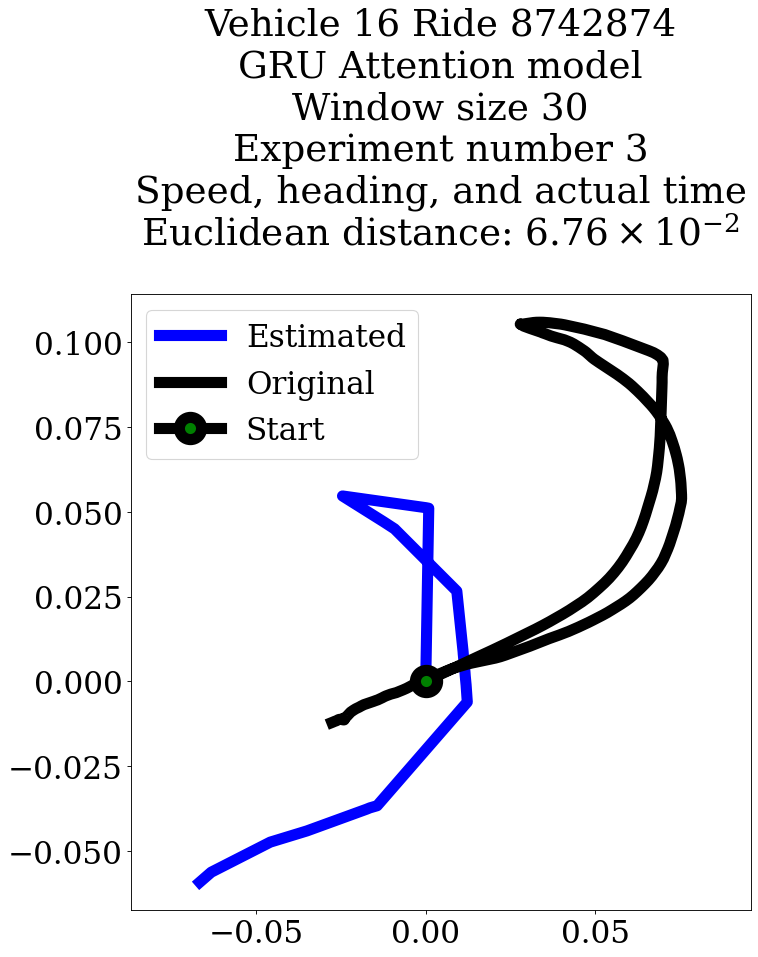 Vehicle 16 Ride 8742874
GRU Attention model
Window size 30
Experiment number 3
Speed, heading, and actual time
Euclidean distance: 6.76 × 10⁻²
Estimated
Original
Start
0.100
0.075
0.050
0.025
0.000
−0.025
−0.050
−0.05 0.00 0.05